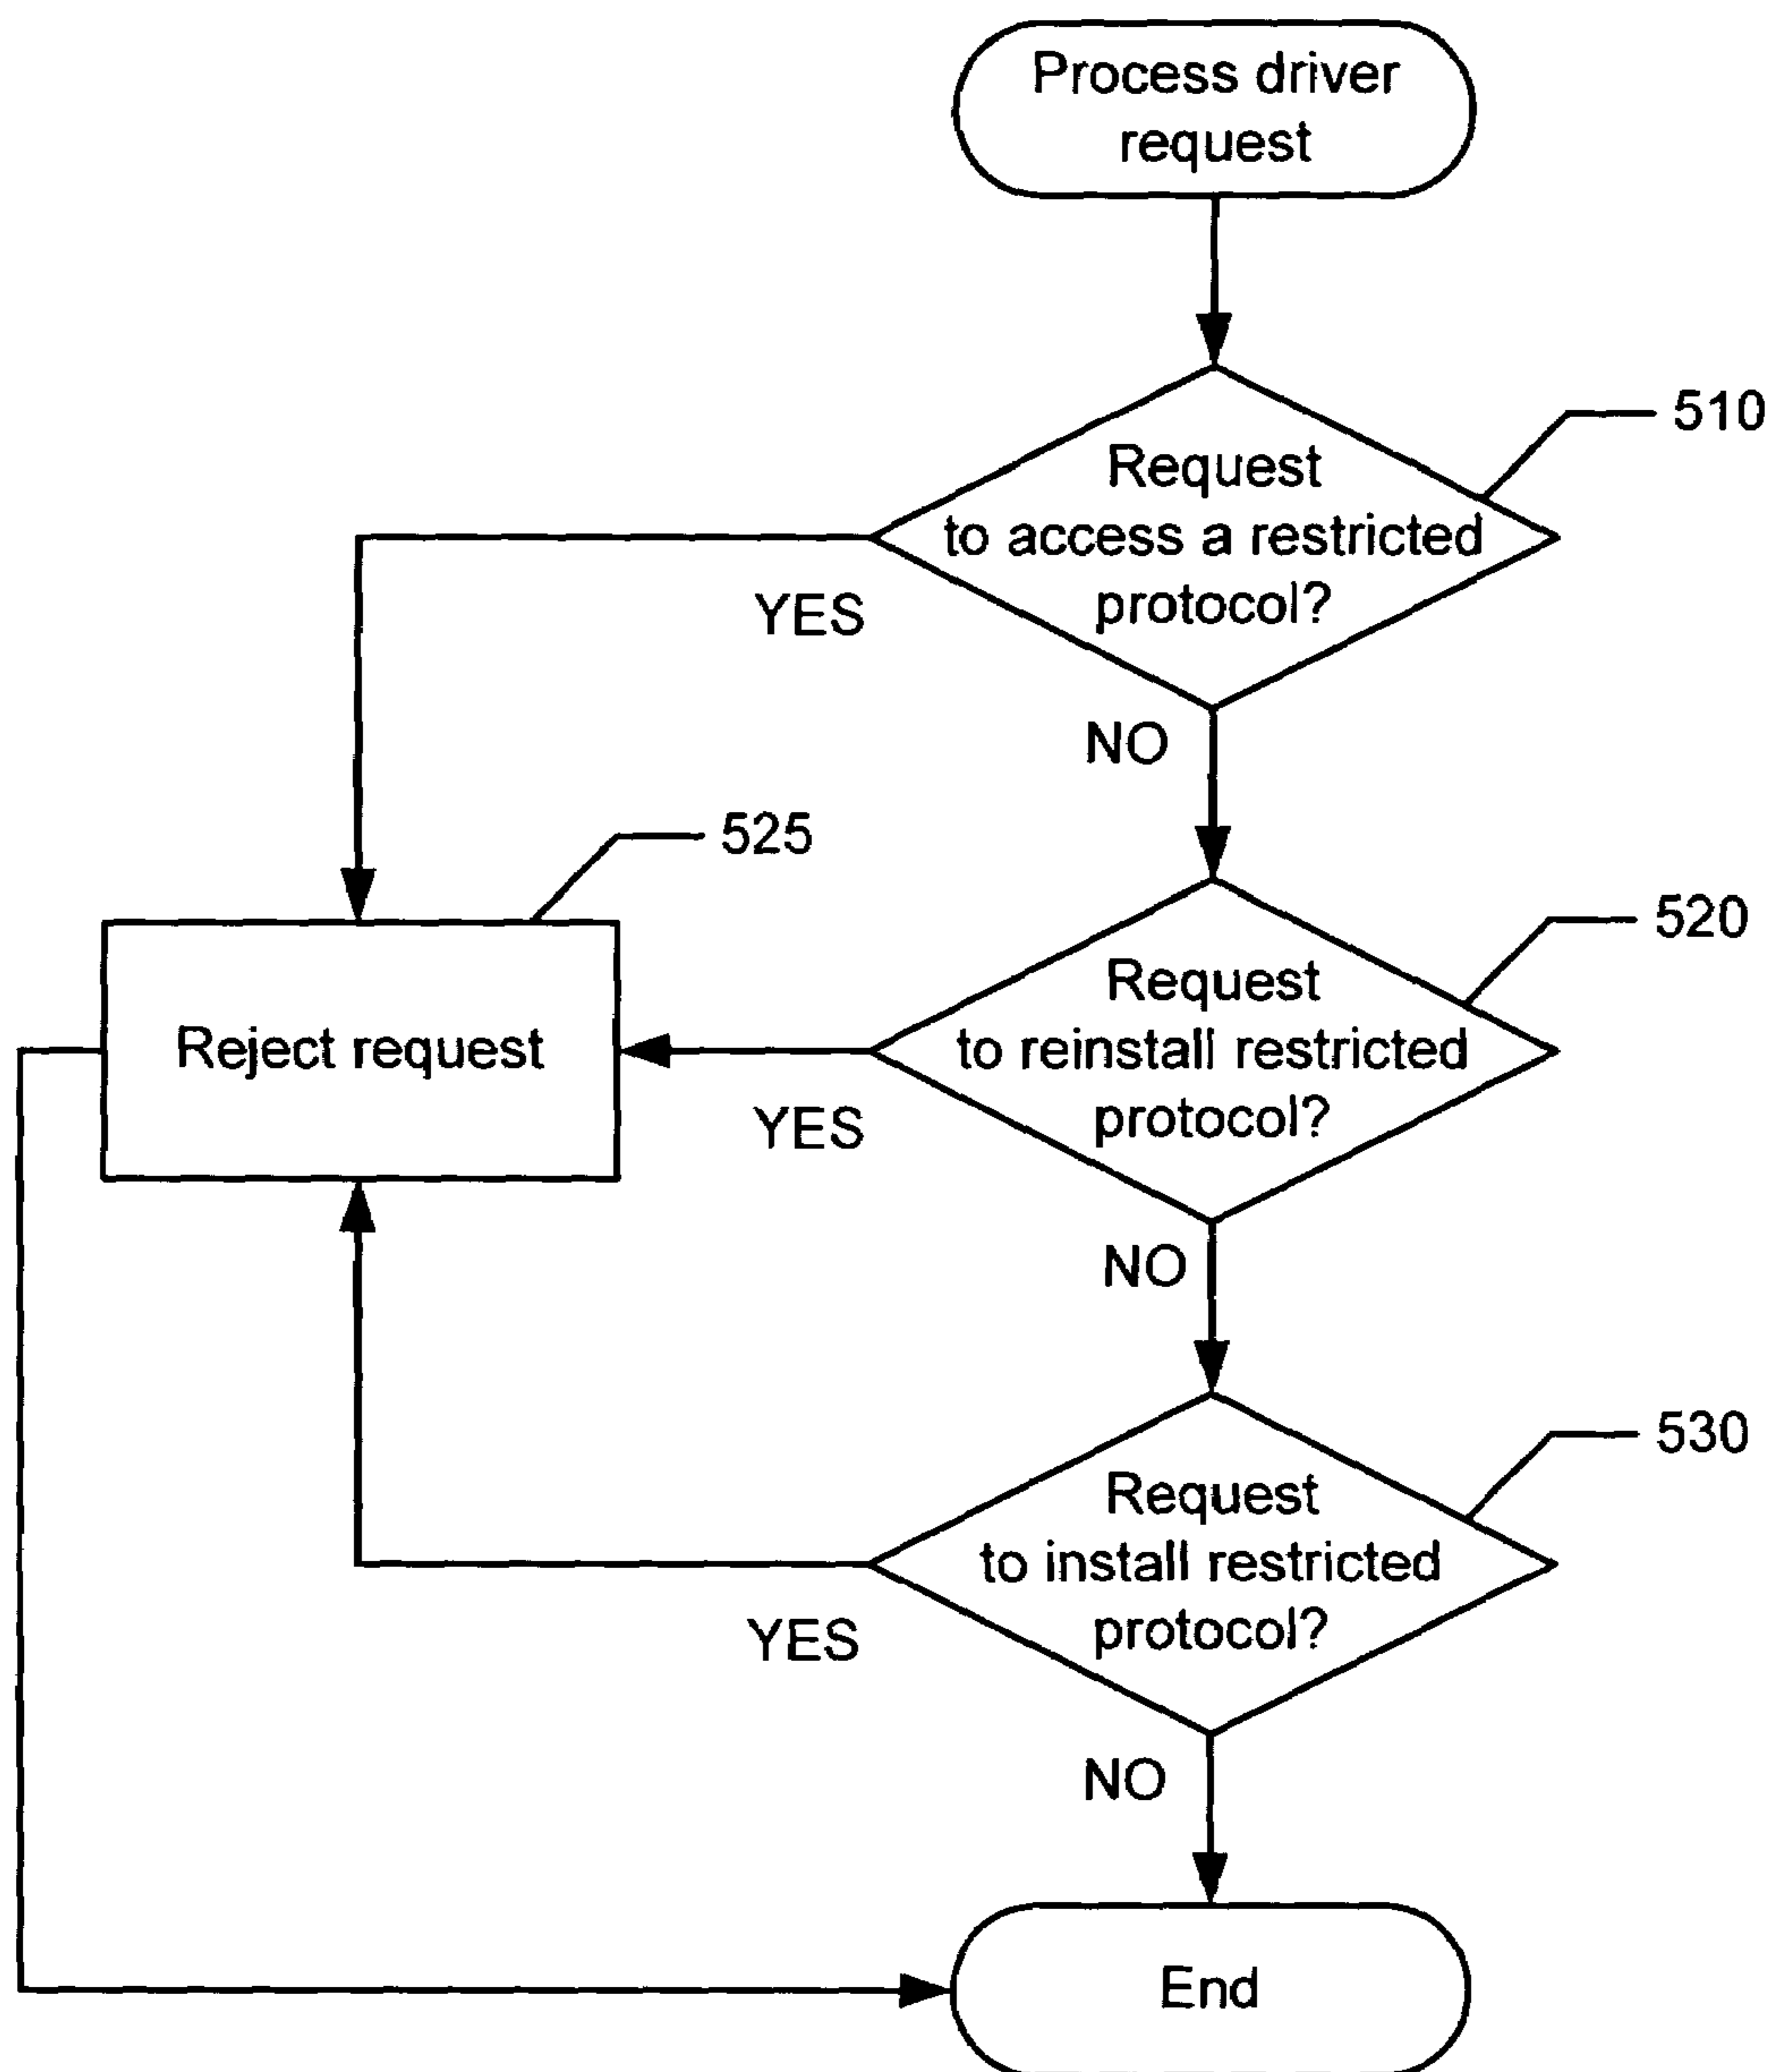 Process driver
request
510
Request
to access a restricted
protocol?
YES
NO
525
520
Request
to reinstall restricted
protocol?
Reject request
YES
NO
530
Request
to install restricted
protocol?
YES
NO
End